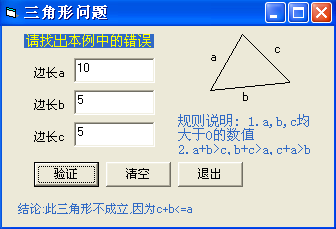 三角形问题
请找出本例中的错误
边长a 10
边长b 5
边长c 5
a
b
c
规则说明: 1.a,b,c均
大于0的数值
2.a+b>c,b+c>a,c+a>b
验证 清空 退出
结论:此三角形不成立,因为c+b<=a